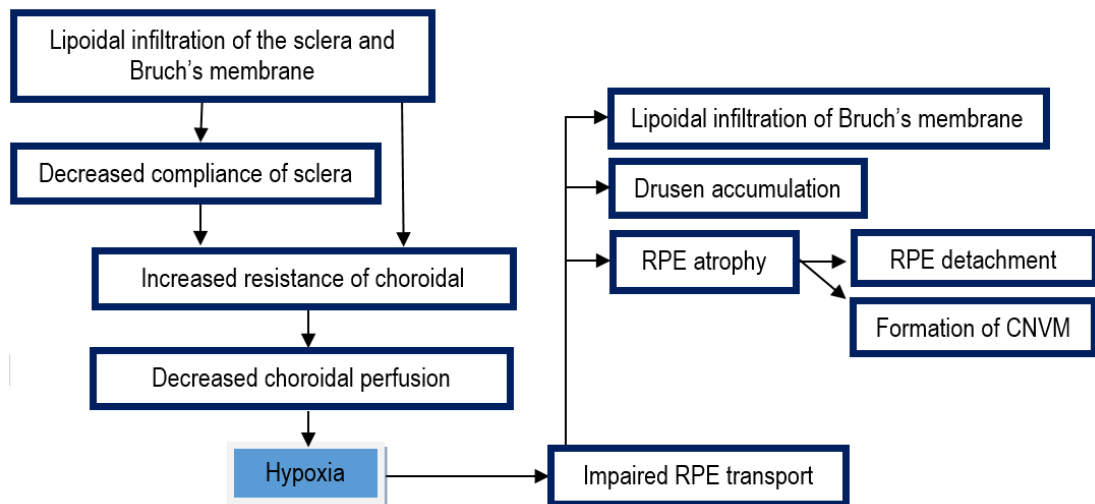 Lipoidal infiltration of the sclera and
Bruch’s membrane
Decreased compliance of sclera
Increased resistance of choroidal
Decreased choroidal perfusion
Hypoxia
Impaired RPE transport
Lipoidal infiltration of Bruch’s membrane
Drusen accumulation
RPE atrophy
RPE detachment
Formation of CNVM